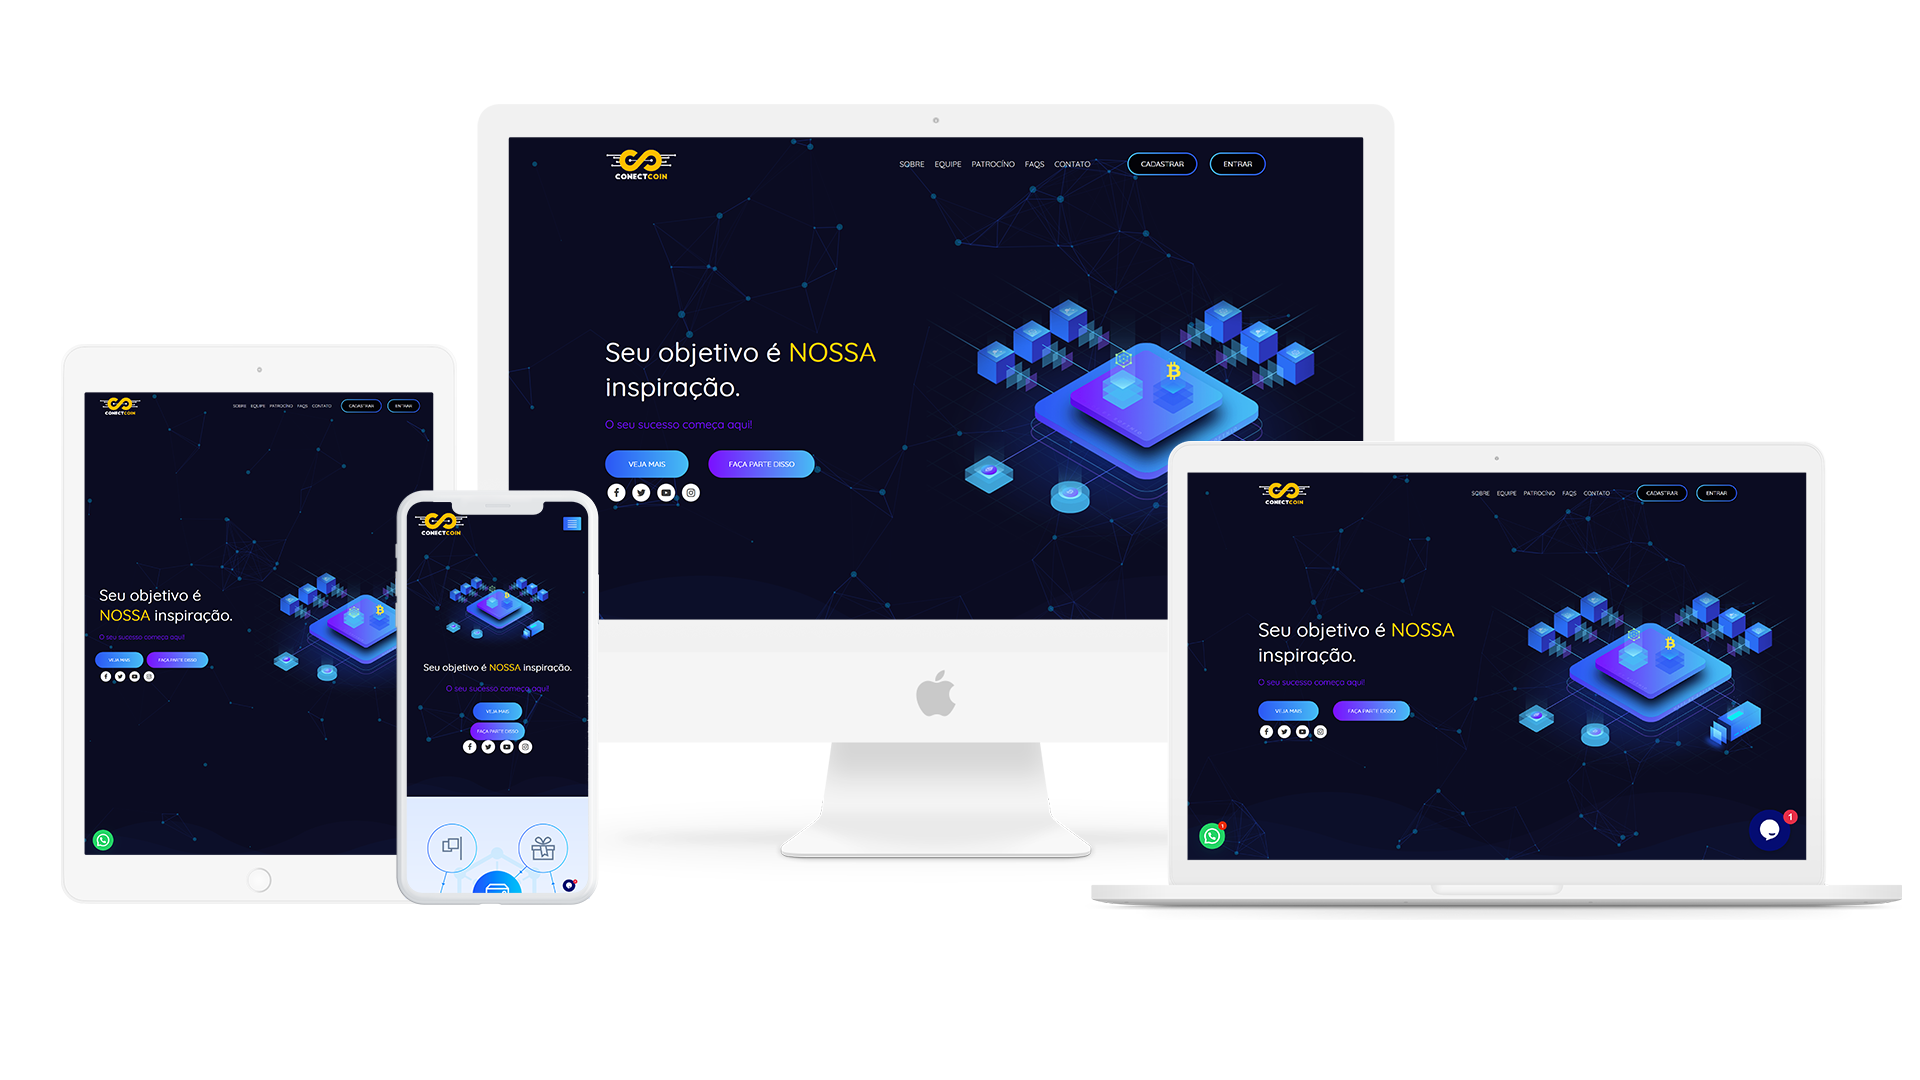 CONECTCOIN
SOBRE EQUIPE PATROCÍNO FAQS CONTATO CADASTRAR ENTRAR
Seu objetivo é NOSSA
inspiração.
O seu sucesso começa aqui!
VEJA MAIS FAÇA PARTE DISSO
CONECTCOIN
SOBRE EQUIPE PATROCÍNO FAQS CONTATO CADASTRAR ENTRAR
Seu objetivo é
NOSSA inspiração.
O seu sucesso começa aqui!
VEJA MAIS FAÇA PARTE DISSO
CONECTCOIN
Seu objetivo é NOSSA inspiração.
O seu sucesso começa aqui!
VEJA MAIS
FAÇA PARTE DISSO
CONECTCOIN
SOBRE EQUIPE PATROCÍNO FAQS CONTATO CADASTRAR ENTRAR
Seu objetivo é NOSSA
inspiração.
O seu sucesso começa aqui!
VEJA MAIS FAÇA PARTE DISSO
1
1